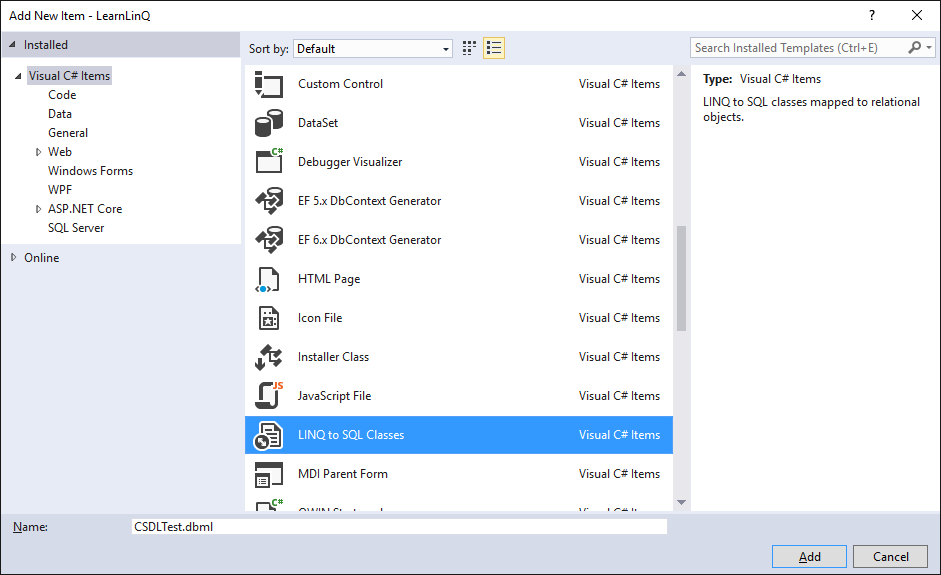 Add New Item - LearnLinQ
?
Installed
Sort by: Default
Search Installed Templates (Ctrl+E)
Visual C# Items
Code
Data
General
Web
Windows Forms
WPF
ASP.NET Core
SQL Server
Online
Custom Control Visual C# Items
DataSet Visual C# Items
C# Debugger Visualizer Visual C# Items
EF 5.x DbContext Generator Visual C# Items
EF 6.x DbContext Generator Visual C# Items
HTML Page Visual C# Items
Icon File Visual C# Items
Installer Class Visual C# Items
JS JavaScript File Visual C# Items
LINQ to SQL Classes Visual C# Items
MDI Parent Form Visual C# Items
C#
Type: Visual C# Items
LINQ to SQL classes mapped to relational
objects.
Name: CSDLTest.dbml
Add Cancel